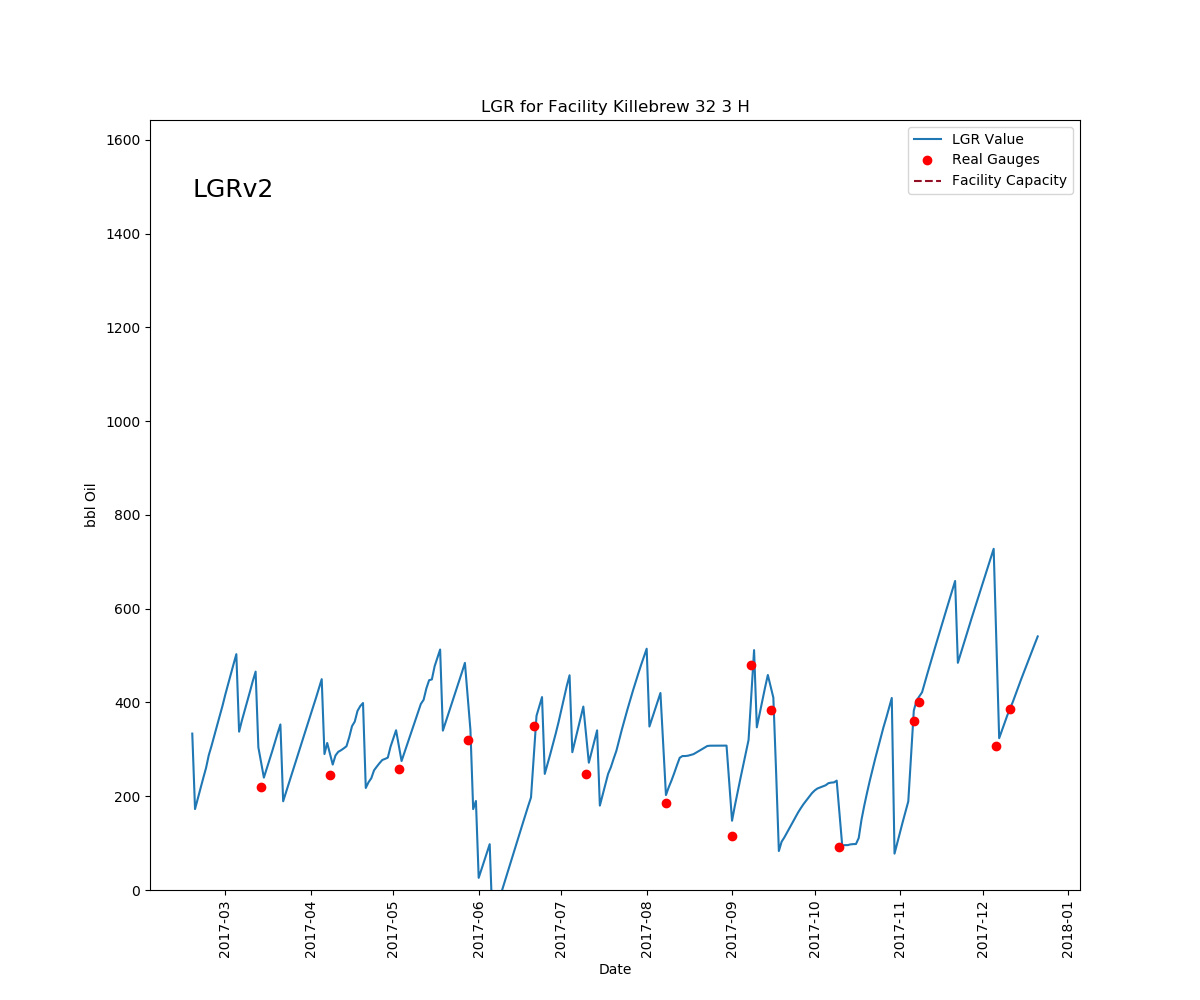 LGR for Facility Killebrew 32 3 H
LGRv2
LGR Value
Real Gauges
Facility Capacity
1600
1400
1200
1000
800
600
400
200
0
bbl Oil
2017-03
2017-04
2017-05
2017-06
2017-07
2017-08
2017-09
2017-10
2017-11
2017-12
2018-01
Date